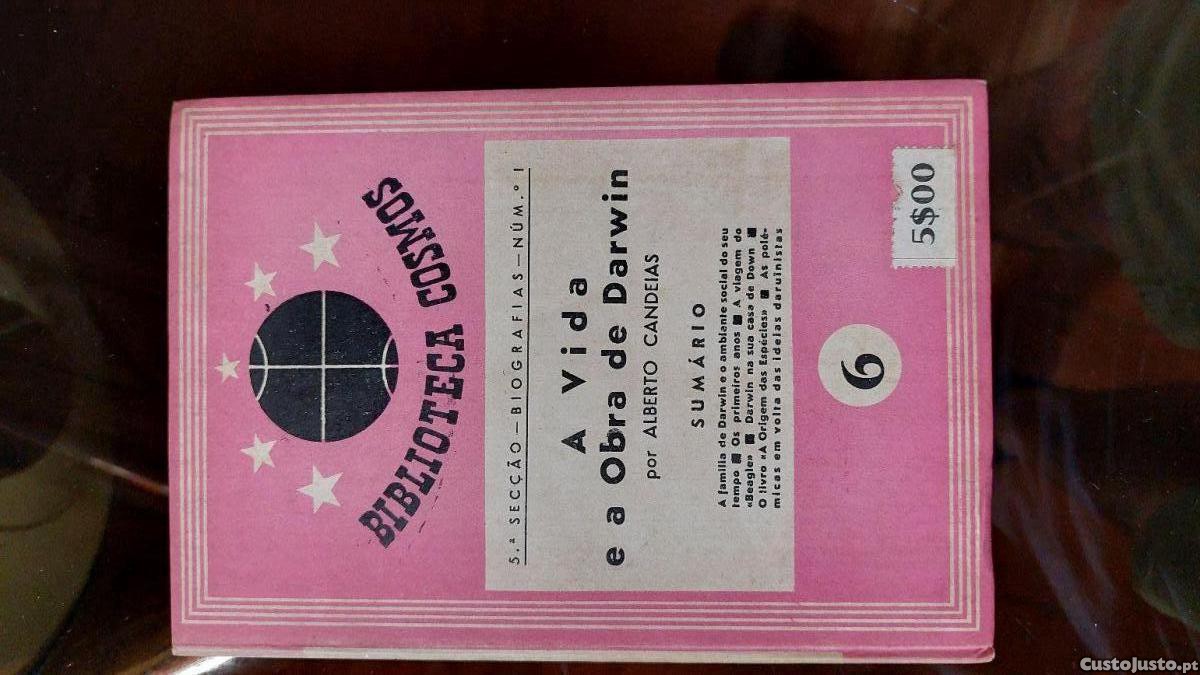 BIBLIOTECA COSMOS
5.ª SECÇÃO — BIOGRAFIAS — NÚM.º 1
A Vida
e a Obra de Darwin
por ALBERTO CANDEIAS
SUMÁRIO
A família de Darwin e o ambiente social do seu
tempo ■ Os primeiros anos ■ A viagem do
«Beagle» ■ Darwin na sua casa de Down ■
O livro «A Origem das Espécies» ■ As polé-
micas em volta das ideias darwinistas
6
5$00
CustoJusto.pt